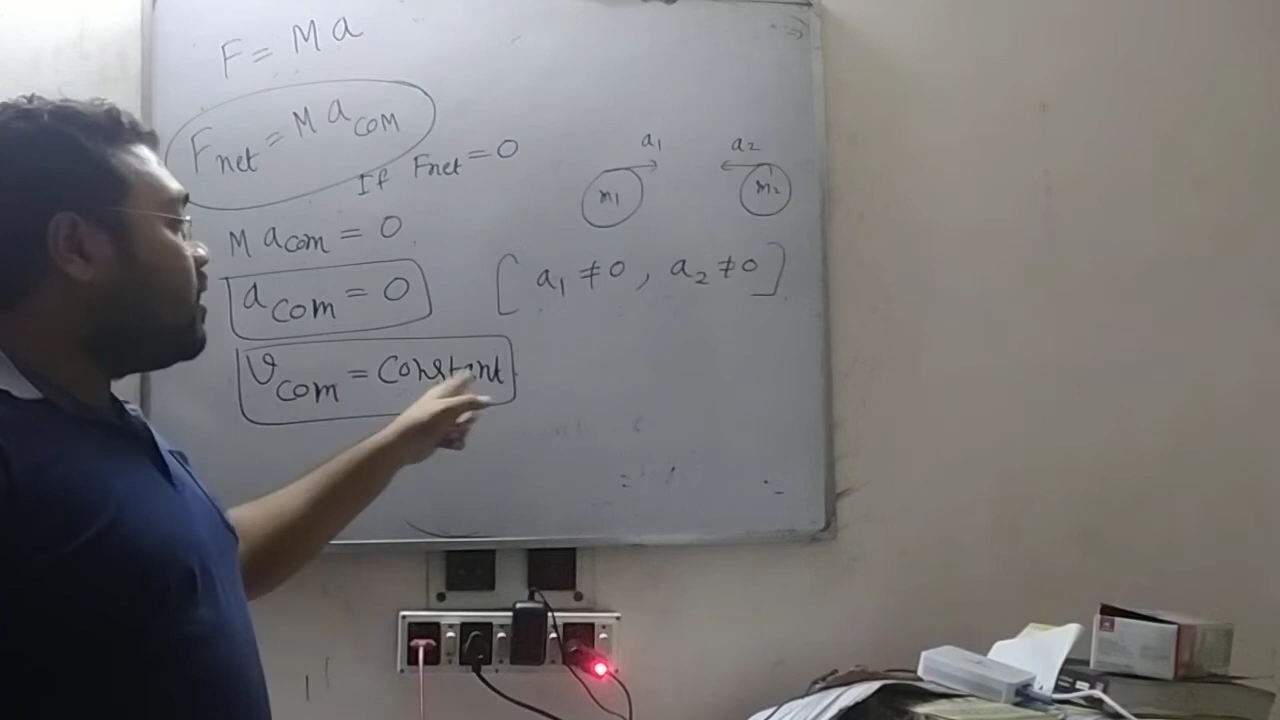 F = Ma
Fnet = M aCOM
If Fnet = 0
M acom = 0
aCOM = 0
vCOM = Constant
a1 a2
m1 m2
[ a1 ≠ 0, a2 ≠ 0 ]